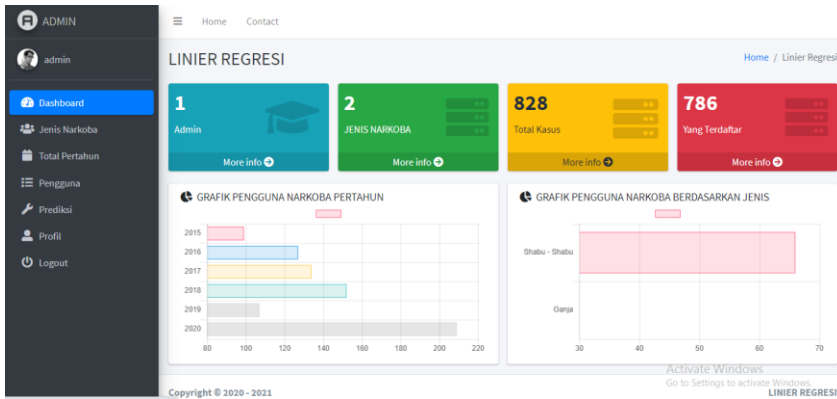 ADMIN
Home Contact
admin
LINIER REGRESI
Home / Linier Regresi
Dashboard
Jenis Narkoba
Total Pertahun
Pengguna
Prediksi
Profil
Logout
1
Admin
More info
2
JENIS NARKOBA
More info
828
Total Kasus
More info
786
Yang Terdaftar
More info
GRAFIK PENGGUNA NARKOBA PERTAHUN
2015
2016
2017
2018
2019
2020
80 100 120 140 160 180 200 220
GRAFIK PENGGUNA NARKOBA BERDASARKAN JENIS
Shabu - Shabu
Ganja
30 40 50 60 70
Activate Windows
Go to Settings to activate Windows.
Copyright © 2020 - 2021
LINIER REGRESI